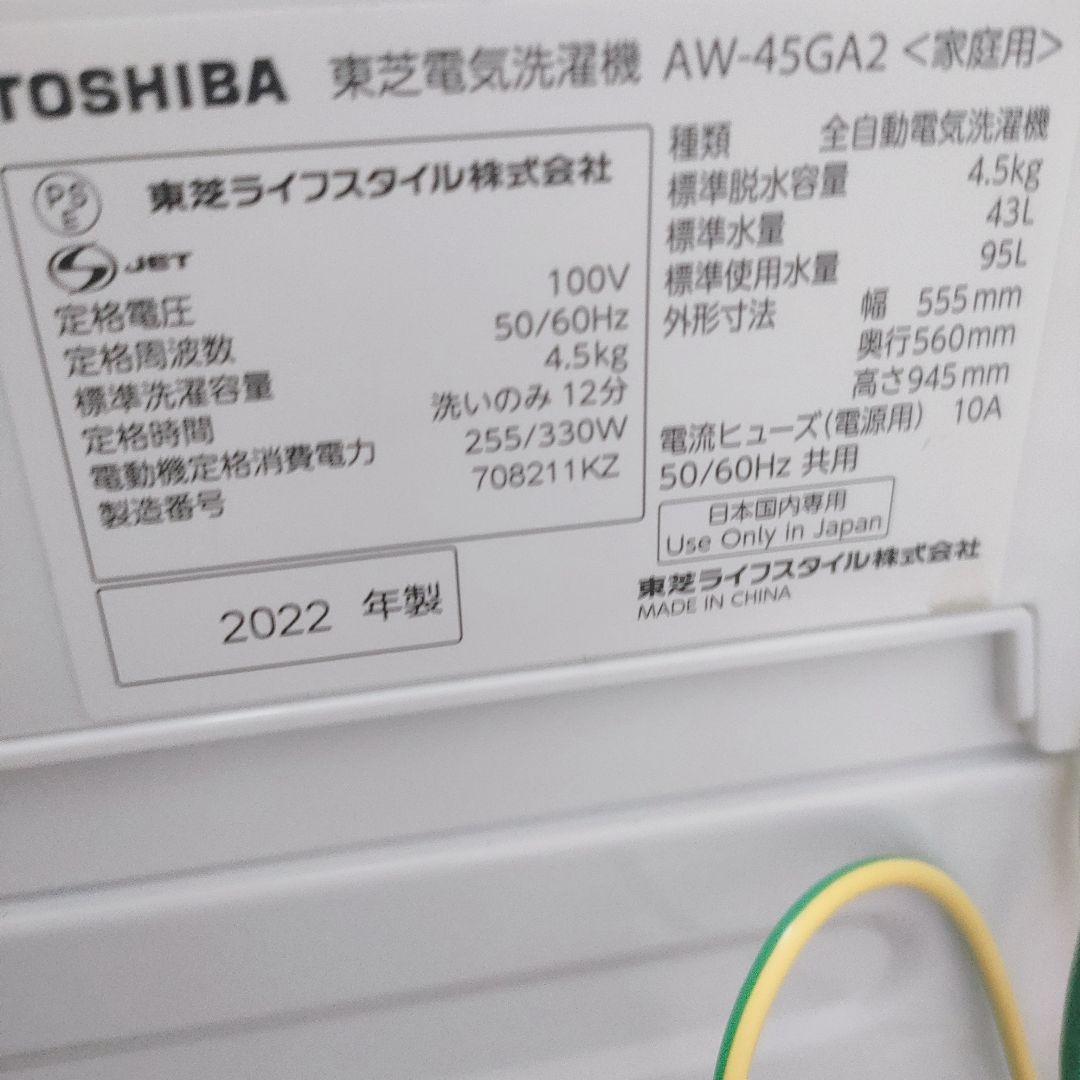 TOSHIBA 東芝電気洗濯機 AW-45GA2 <家庭用>
PSE
東芝ライフスタイル株式会社
S JET
定格電圧 100V
定格周波数 50/60Hz
標準洗濯容量 4.5kg
定格時間 洗いのみ 12分
電動機定格消費電力 255/330W
製造番号 708211KZ
2022 年製
種類 全自動電気洗濯機
標準脱水容量 4.5kg
標準水量 43L
標準使用水量 95L
外形寸法 幅 555mm
奥行560mm
高さ945mm
電流ヒューズ(電源用) 10A
50/60Hz 共用
日本国内専用
Use Only in Japan
東芝ライフスタイル株式会社
MADE IN CHINA